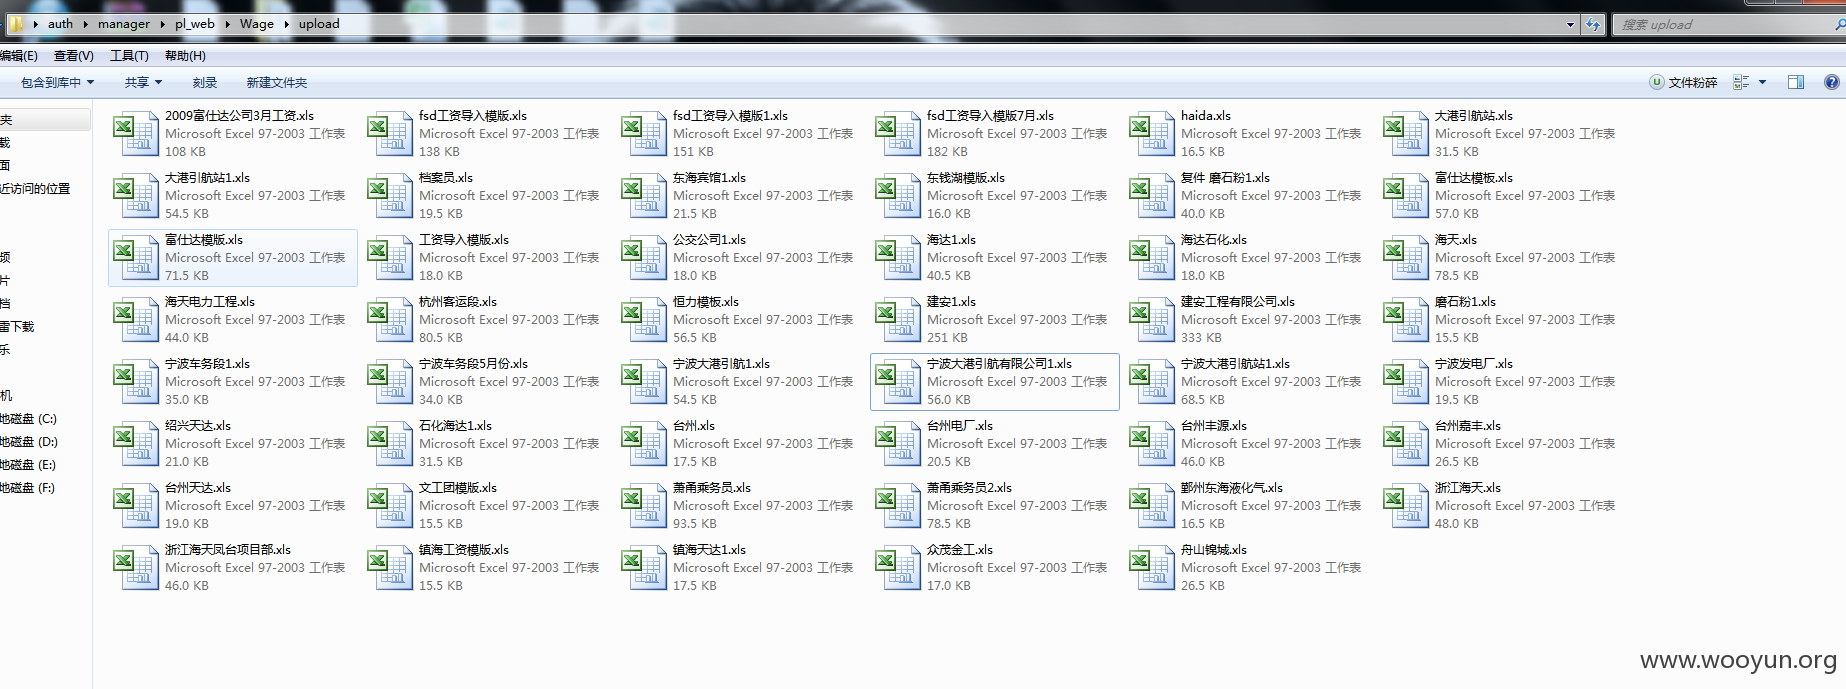 auth manager pl_web Wage upload
搜索 upload
编辑(E) 查看(V) 工具(T) 帮助(H)
包含到库中 共享 刻录 新建文件夹
文件粉碎
夹
载
面
近访问的位置
频
片
档
雷下载
乐
机
地磁盘 (C:)
地磁盘 (D:)
地磁盘 (E:)
地磁盘 (F:)
2009富仕达公司3月工资.xls
Microsoft Excel 97-2003 工作表
108 KB
fsd工资导入模版.xls
Microsoft Excel 97-2003 工作表
138 KB
fsd工资导入模版1.xls
Microsoft Excel 97-2003 工作表
151 KB
fsd工资导入模版7月.xls
Microsoft Excel 97-2003 工作表
182 KB
haida.xls
Microsoft Excel 97-2003 工作表
16.5 KB
大港引航站.xls
Microsoft Excel 97-2003 工作表
31.5 KB
大港引航站1.xls
Microsoft Excel 97-2003 工作表
54.5 KB
档案员.xls
Microsoft Excel 97-2003 工作表
19.5 KB
东海宾馆1.xls
Microsoft Excel 97-2003 工作表
21.5 KB
东钱湖模版.xls
Microsoft Excel 97-2003 工作表
16.0 KB
复件 磨石粉1.xls
Microsoft Excel 97-2003 工作表
40.0 KB
富仕达模板.xls
Microsoft Excel 97-2003 工作表
57.0 KB
富仕达模版.xls
Microsoft Excel 97-2003 工作表
71.5 KB
工资导入模版.xls
Microsoft Excel 97-2003 工作表
18.0 KB
公交公司1.xls
Microsoft Excel 97-2003 工作表
18.0 KB
海达1.xls
Microsoft Excel 97-2003 工作表
40.5 KB
海达石化.xls
Microsoft Excel 97-2003 工作表
18.0 KB
海天.xls
Microsoft Excel 97-2003 工作表
78.5 KB
海天电力工程.xls
Microsoft Excel 97-2003 工作表
44.0 KB
杭州客运段.xls
Microsoft Excel 97-2003 工作表
80.5 KB
恒力模板.xls
Microsoft Excel 97-2003 工作表
56.5 KB
建安1.xls
Microsoft Excel 97-2003 工作表
251 KB
建安工程有限公司.xls
Microsoft Excel 97-2003 工作表
333 KB
磨石粉1.xls
Microsoft Excel 97-2003 工作表
15.5 KB
宁波车务段1.xls
Microsoft Excel 97-2003 工作表
35.0 KB
宁波车务段5月份.xls
Microsoft Excel 97-2003 工作表
34.0 KB
宁波大港引航1.xls
Microsoft Excel 97-2003 工作表
54.5 KB
宁波大港引航有限公司1.xls
Microsoft Excel 97-2003 工作表
56.0 KB
宁波大港引航站1.xls
Microsoft Excel 97-2003 工作表
68.5 KB
宁波发电厂.xls
Microsoft Excel 97-2003 工作表
19.5 KB
绍兴天达.xls
Microsoft Excel 97-2003 工作表
21.0 KB
石化海达1.xls
Microsoft Excel 97-2003 工作表
31.5 KB
台州.xls
Microsoft Excel 97-2003 工作表
17.5 KB
台州电厂.xls
Microsoft Excel 97-2003 工作表
20.5 KB
台州丰源.xls
Microsoft Excel 97-2003 工作表
46.0 KB
台州嘉丰.xls
Microsoft Excel 97-2003 工作表
26.5 KB
台州天达.xls
Microsoft Excel 97-2003 工作表
19.0 KB
文工团模版.xls
Microsoft Excel 97-2003 工作表
15.5 KB
萧甬乘务员.xls
Microsoft Excel 97-2003 工作表
93.5 KB
萧甬乘务员2.xls
Microsoft Excel 97-2003 工作表
78.5 KB
鄞州东海液化气.xls
Microsoft Excel 97-2003 工作表
16.5 KB
浙江海天.xls
Microsoft Excel 97-2003 工作表
48.0 KB
浙江海天凤台项目部.xls
Microsoft Excel 97-2003 工作表
46.0 KB
镇海工资模版.xls
Microsoft Excel 97-2003 工作表
15.5 KB
镇海天达1.xls
Microsoft Excel 97-2003 工作表
17.5 KB
众茂金工.xls
Microsoft Excel 97-2003 工作表
17.0 KB
舟山锦城.xls
Microsoft Excel 97-2003 工作表
26.5 KB
www.wooyun.org